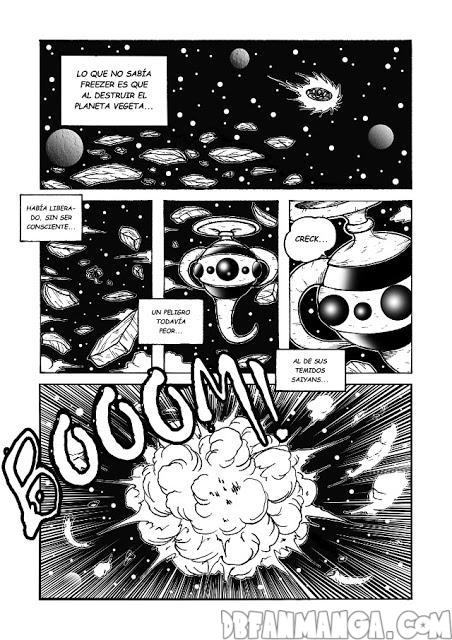 LO QUE NO SABÍA
FREEZER ES QUE
AL DESTRUIR EL
PLANETA VEGETA...
HABÍA LIBERA-
DO, SIN SER
CONSCIENTE...
UN PELIGRO
TODAVÍA
PEOR...
CRECK...
AL DE SUS
TEMIDOS
SAIYANS...
BOOOOM!
DBFANMANGA.COM